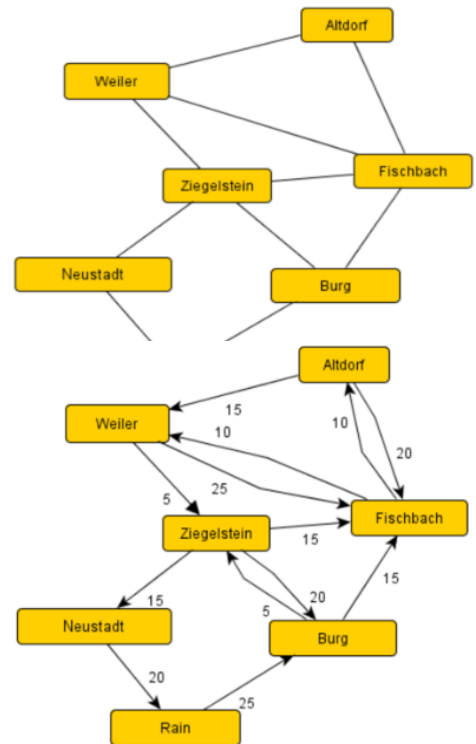 Altdorf
Weiler
Fischbach
Ziegelstein
Neustadt
Burg
Altdorf
15
Weiler
10
10
20
5
25
Fischbach
Ziegelstein
15
15
20
5
15
Neustadt
Burg
20
25
Rain